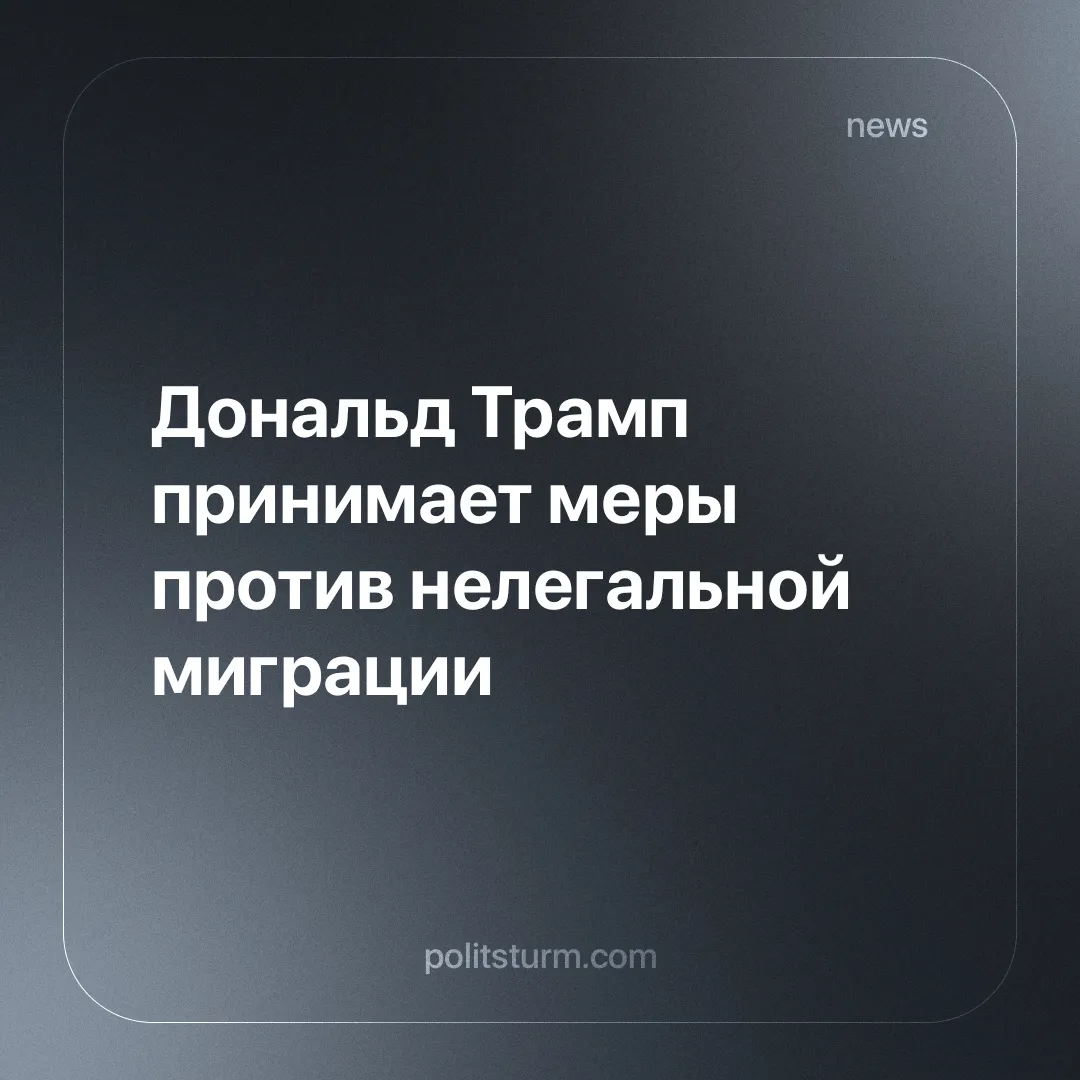 news
Дональд Трамп
принимает меры
против нелегальной
миграции
politsturm.com